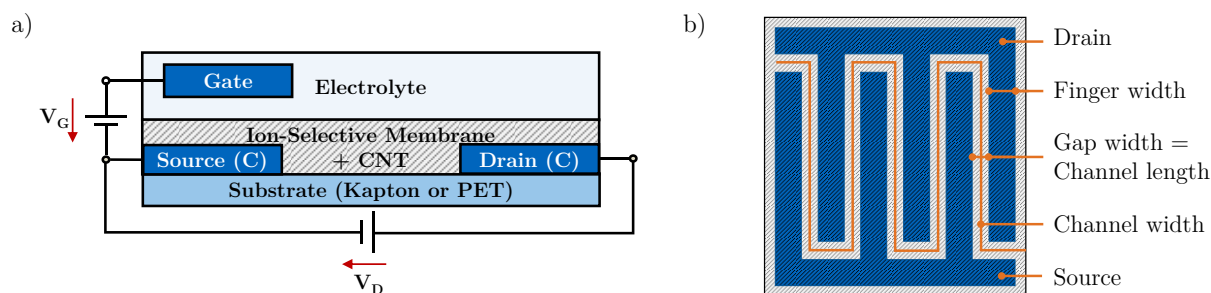 a)
Gate
Electrolyte
V_G
Ion-Selective Membrane
+ CNT
Source (C)
Drain (C)
Substrate (Kapton or PET)
V_D
b)
Drain
Finger width
Gap width =
Channel length
Channel width
Source